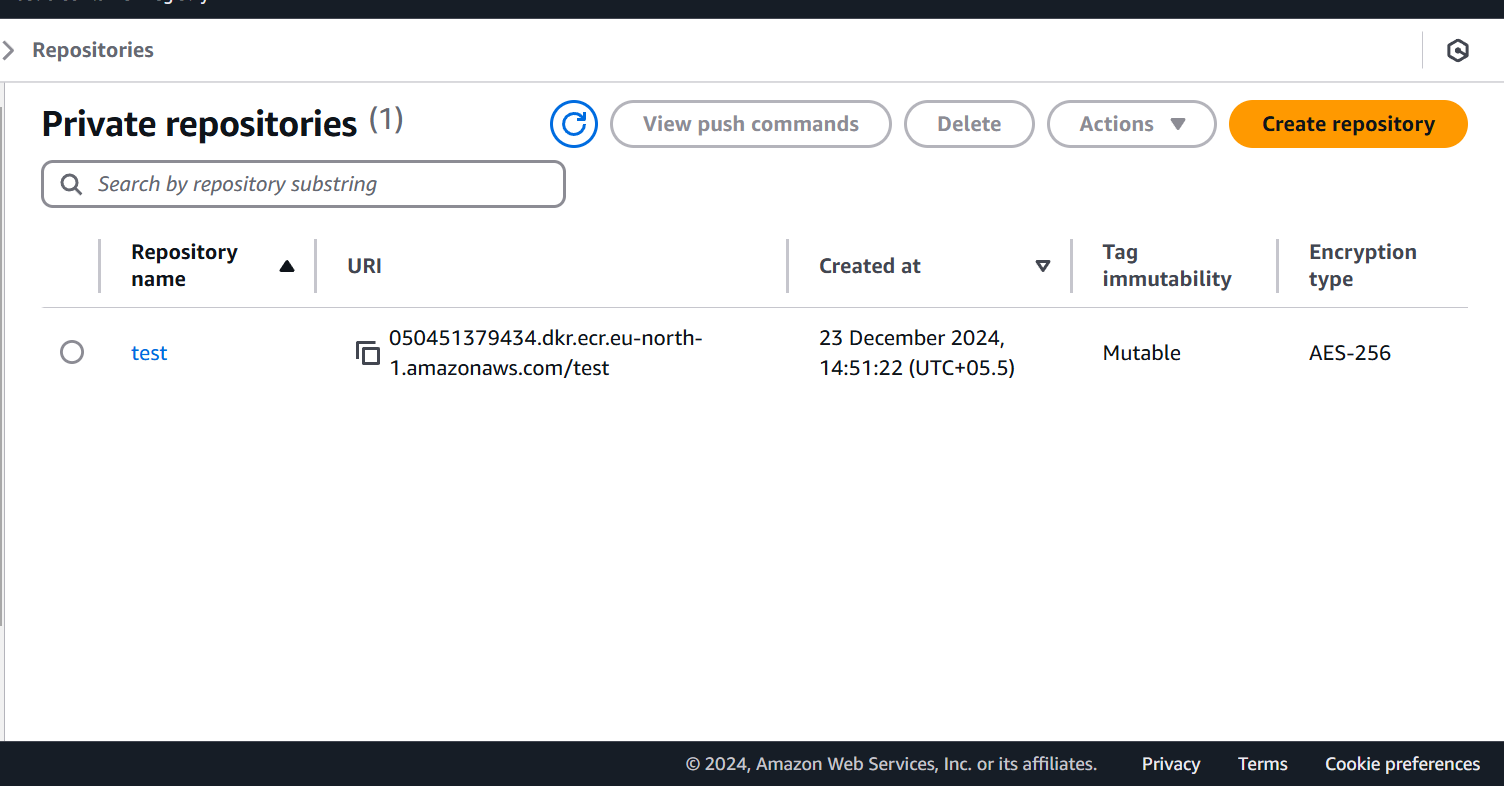 Repositories
Private repositories (1)
View push commands
Delete
Actions
Create repository
Search by repository substring
Repository name
URI
Created at
Tag immutability
Encryption type
test
050451379434.dkr.ecr.eu-north-
1.amazonaws.com/test
23 December 2024,
14:51:22 (UTC+05.5)
Mutable
AES-256
© 2024, Amazon Web Services, Inc. or its affiliates.
Privacy
Terms
Cookie preferences